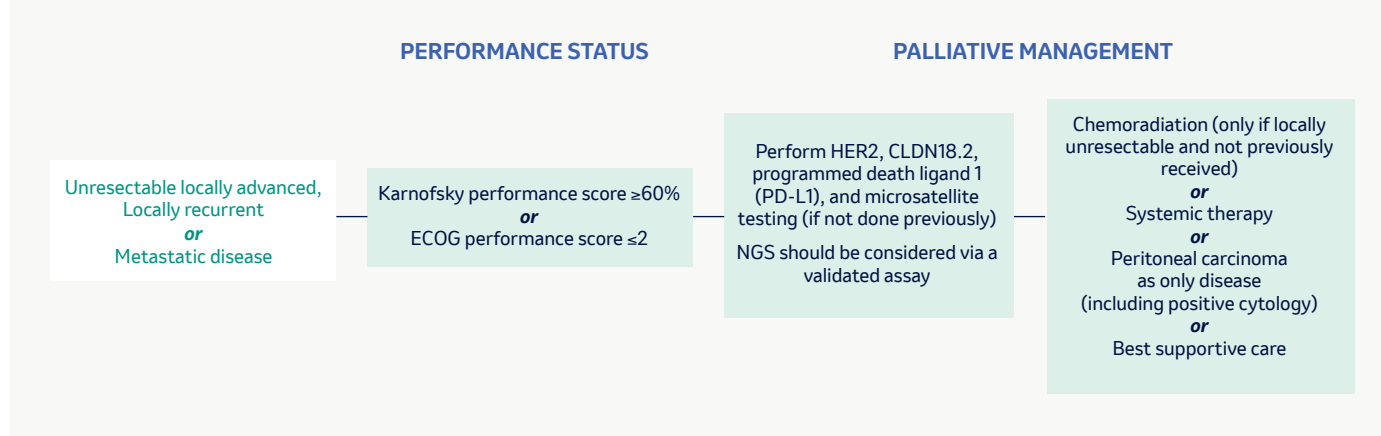 PERFORMANCE STATUS
PALLIATIVE MANAGEMENT
Unresectable locally advanced,
Locally recurrent
or
Metastatic disease
Karnofsky performance score ≥60%
or
ECOG performance score ≤2
Perform HER2, CLDN18.2,
programmed death ligand 1
(PD-L1), and microsatellite
testing (if not done previously)
NGS should be considered via a
validated assay
Chemoradiation (only if locally
unresectable and not previously
received)
or
Systemic therapy
or
Peritoneal carcinoma
as only disease
(including positive cytology)
or
Best supportive care